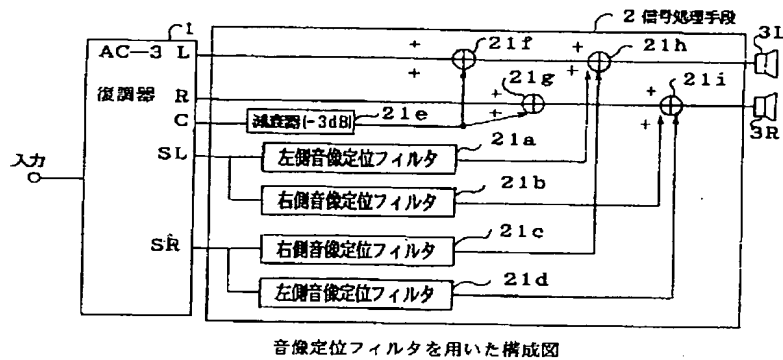 1
2 信号処理手段
AC-3 L
21f
21h
3L
復調器 R
21g
21i
C
減衰器(-3dB)
21e
3R
入力
SL
左側音像定位フィルタ
21a
右側音像定位フィルタ
21b
SR
右側音像定位フィルタ
21c
左側音像定位フィルタ
21d
+
+
+
+
+
+
+
+
+
音像定位フィルタを用いた構成図